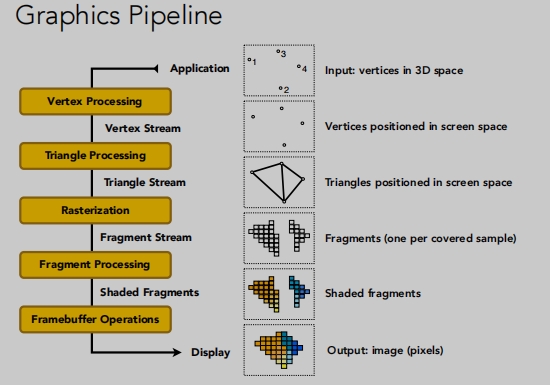 Graphics Pipeline
Application
1
3
4
2
Input: vertices in 3D space
Vertex Processing
Vertex Stream
Vertices positioned in screen space
Triangle Processing
Triangle Stream
Triangles positioned in screen space
Rasterization
Fragment Stream
Fragments (one per covered sample)
Fragment Processing
Shaded Fragments
Shaded fragments
Framebuffer Operations
Display
Output: image (pixels)